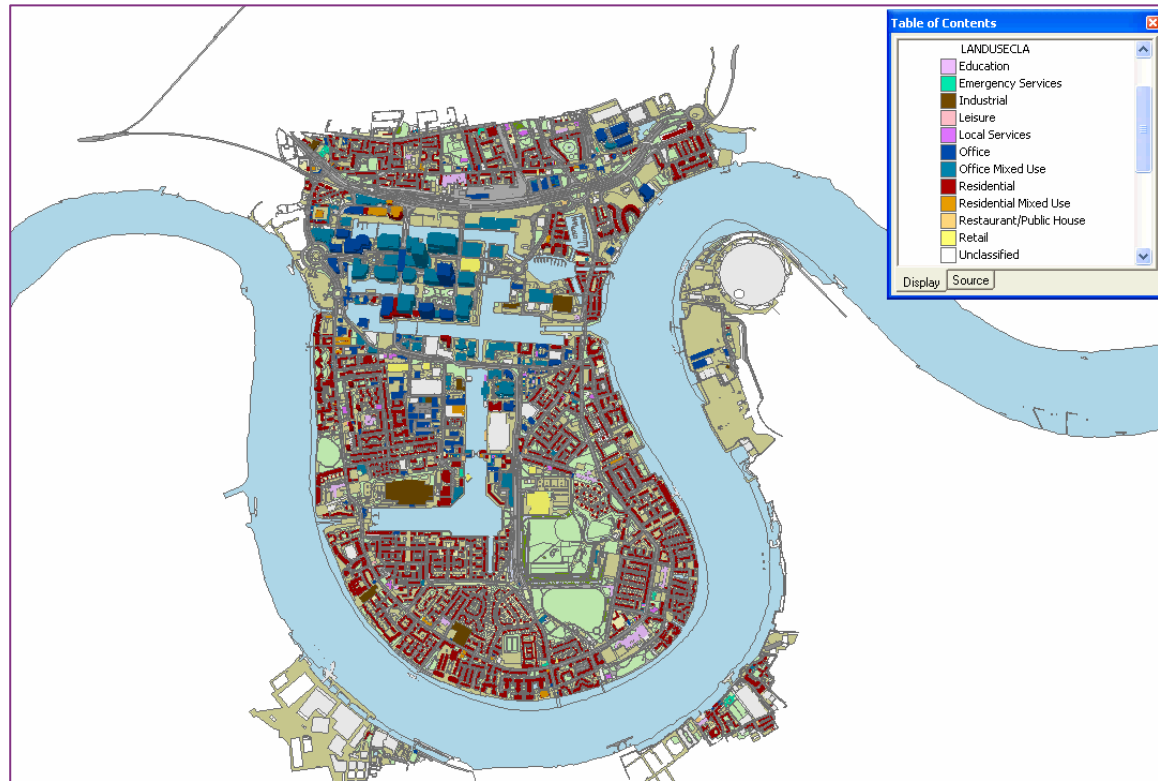 Table of Contents
LANDUSECLA
Education
Emergency Services
Industrial
Leisure
Local Services
Office
Office Mixed Use
Residential
Residential Mixed Use
Restaurant/Public House
Retail
Unclassified
Display Source